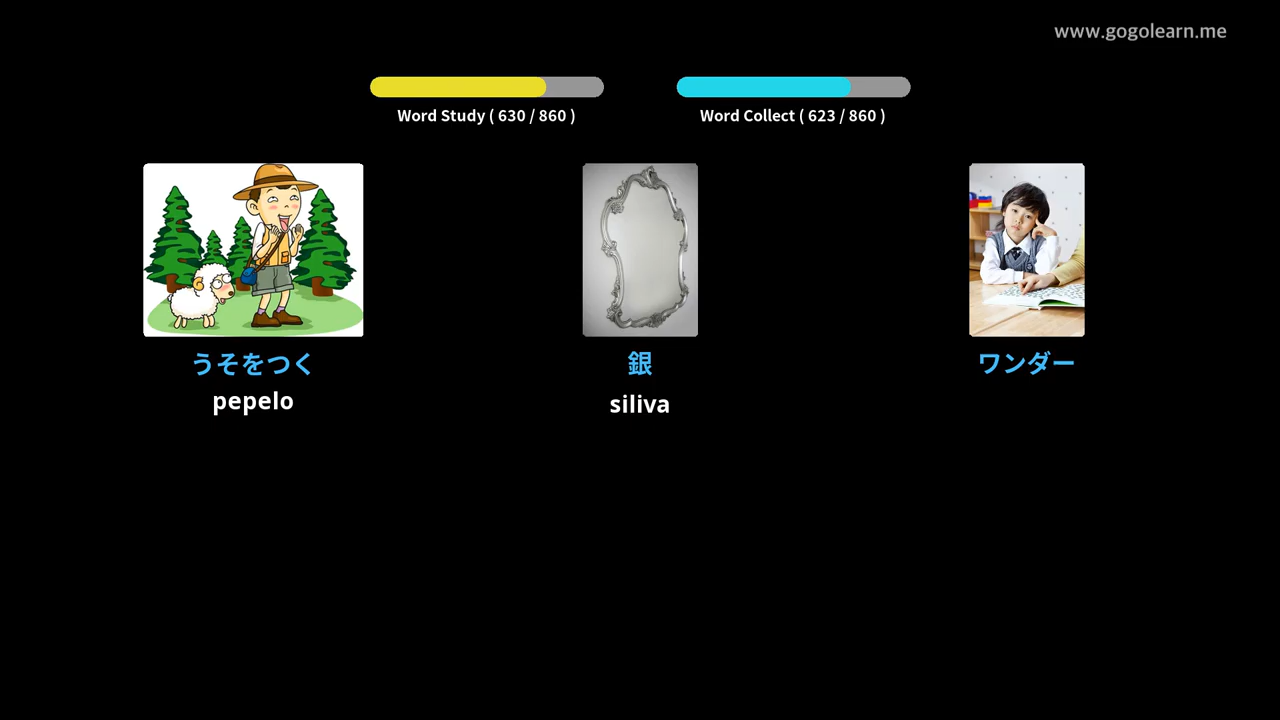 www.gogolearn.me
Word Study ( 630 / 860 )
Word Collect ( 623 / 860 )
うそをつく
pepelo
銀
siliva
ワンダー